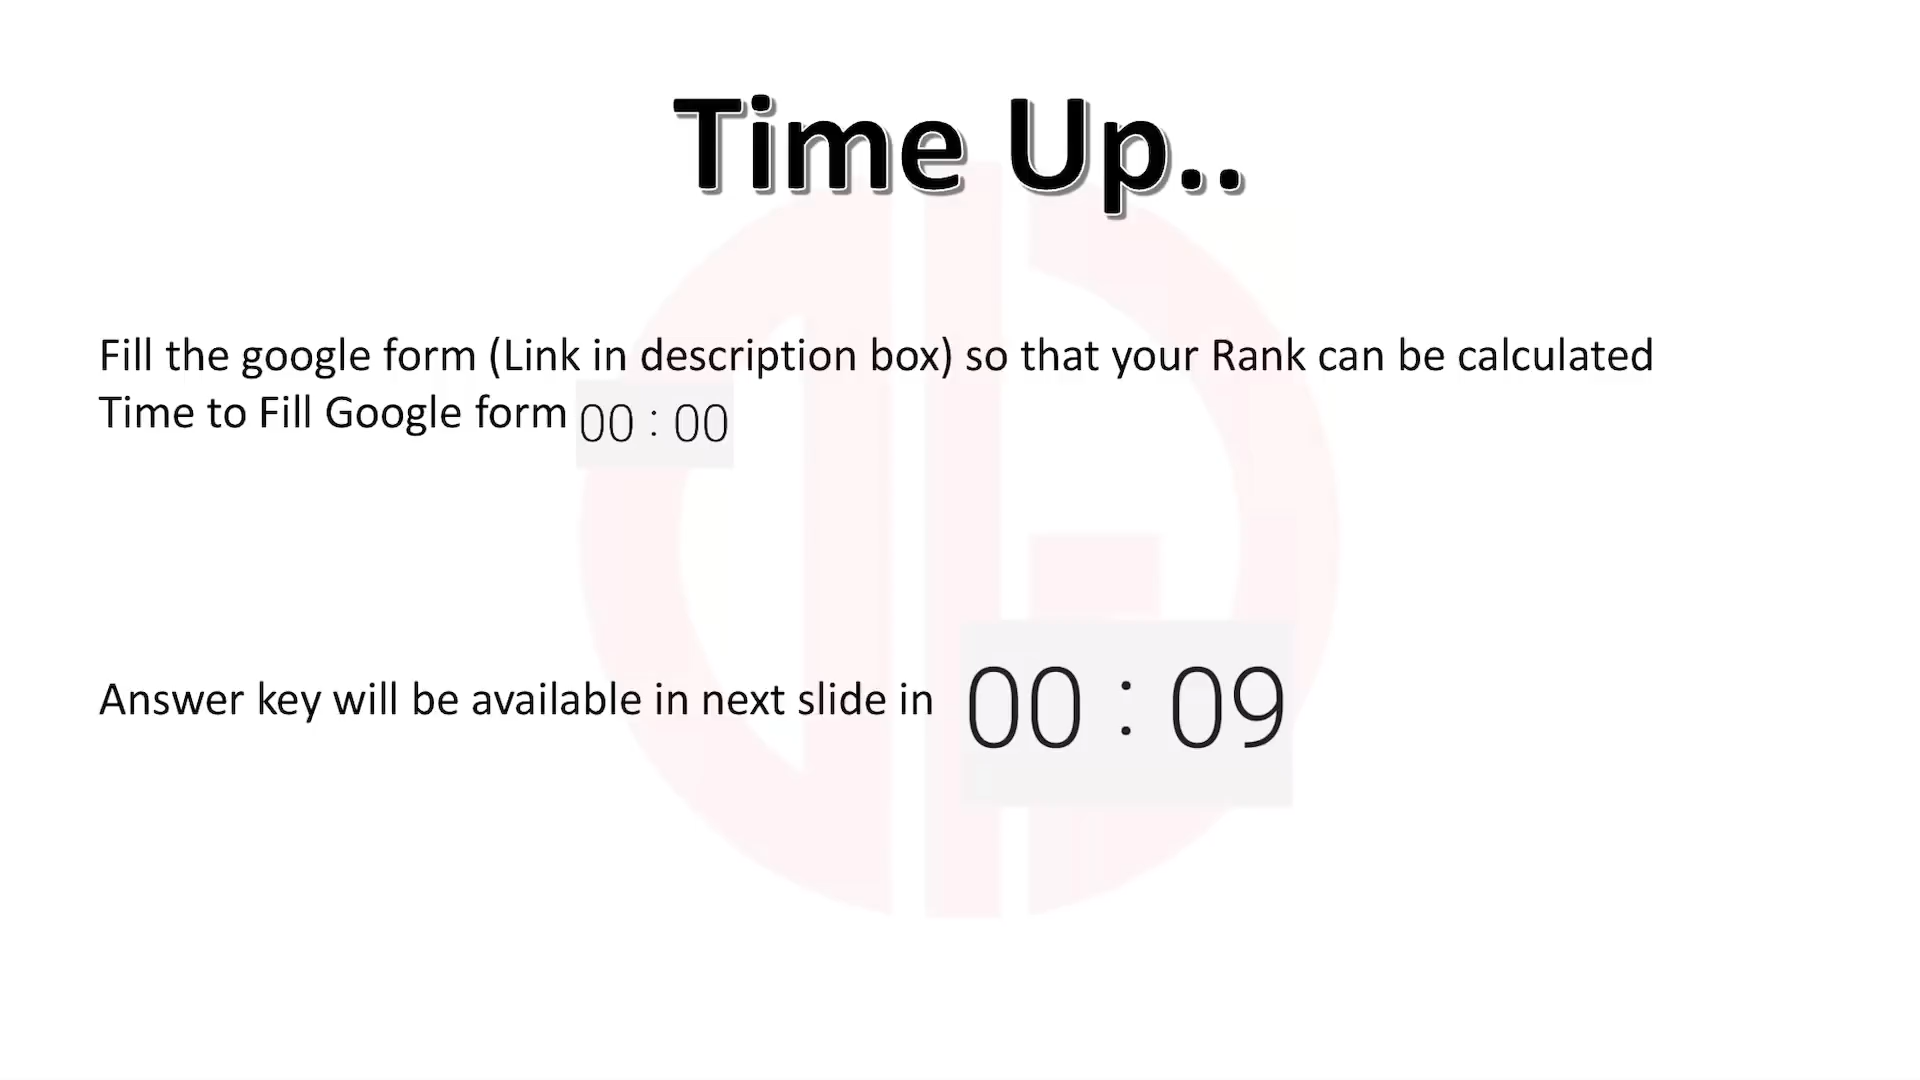 Time Up..
Fill the google form (Link in description box) so that your Rank can be calculated
Time to Fill Google form 00 : 00
Answer key will be available in next slide in 00 : 09